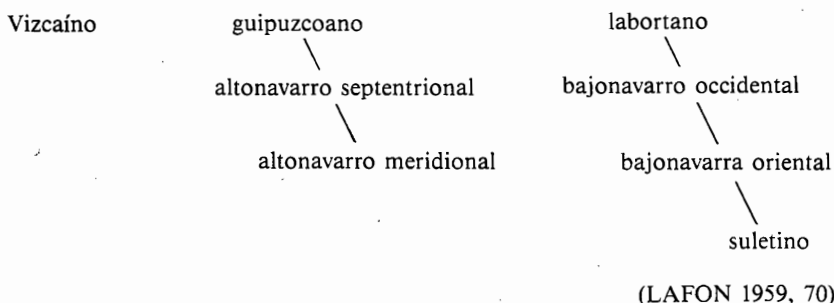 Vizcaíno guipuzcoano labortano
altonavarro septentrional bajonavarro occidental
altonavarro meridional bajonavarra oriental
suletino
(LAFON 1959, 70)